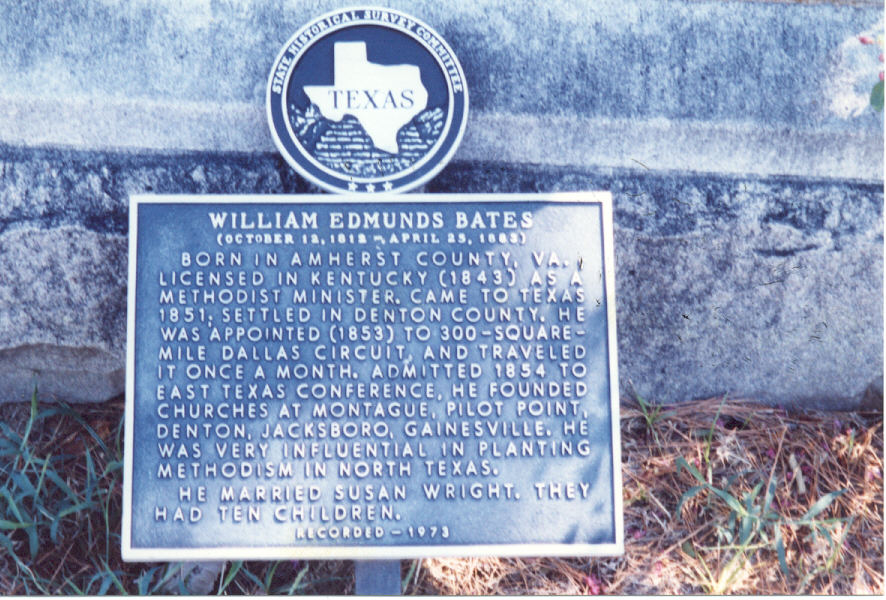 STATE HISTORICAL SURVEY COMMITTEE
TEXAS
WILLIAM EDMUNDS BATES
(OCTOBER 12, 1812 - APRIL 25, 1883)
BORN IN AMHERST COUNTY, VA.
LICENSED IN KENTUCKY (1843) AS A
METHODIST MINISTER. CAME TO TEXAS
1851, SETTLED IN DENTON COUNTY. HE
WAS APPOINTED (1853) TO 300-SQUARE-
MILE DALLAS CIRCUIT, AND TRAVELED
IT ONCE A MONTH. ADMITTED 1854 TO
EAST TEXAS CONFERENCE, HE FOUNDED
CHURCHES AT MONTAGUE, PILOT POINT,
DENTON, JACKSBORO, GAINESVILLE. HE
WAS VERY INFLUENTIAL IN PLANTING
METHODISM IN NORTH TEXAS.
HE MARRIED SUSAN WRIGHT. THEY
HAD TEN CHILDREN.
RECORDED - 1973